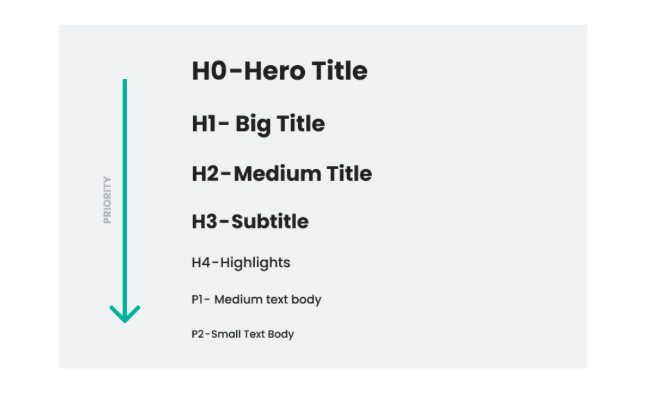 H0-Hero Title
H1- Big Title
H2-Medium Title
H3-Subtitle
PRIORITY
H4-Highlights
P1- Medium text body
P2-Small Text Body